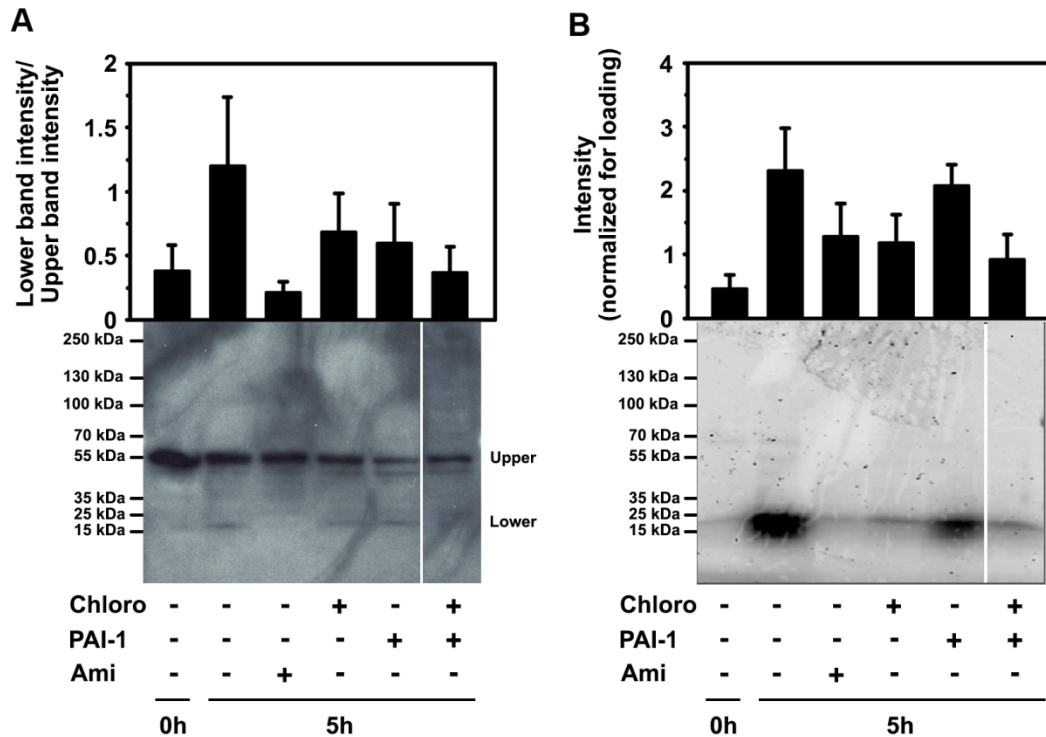 A
Lower band intensity/
Upper band intensity
2
1.5
1
0.5
0
250 kDa
130 kDa
100 kDa
70 kDa
55 kDa
35 kDa
25 kDa
15 kDa
Upper
Lower
Chloro - - - + - +
PAI-1 - - - - + +
Ami - - + - - -
0h 5h
B
Intensity
(normalized for loading)
4
3
2
1
0
250 kDa
130 kDa
100 kDa
70 kDa
55 kDa
35 kDa
25 kDa
15 kDa
Chloro - - - + - +
PAI-1 - - - - + +
Ami - - + - - -
0h 5h